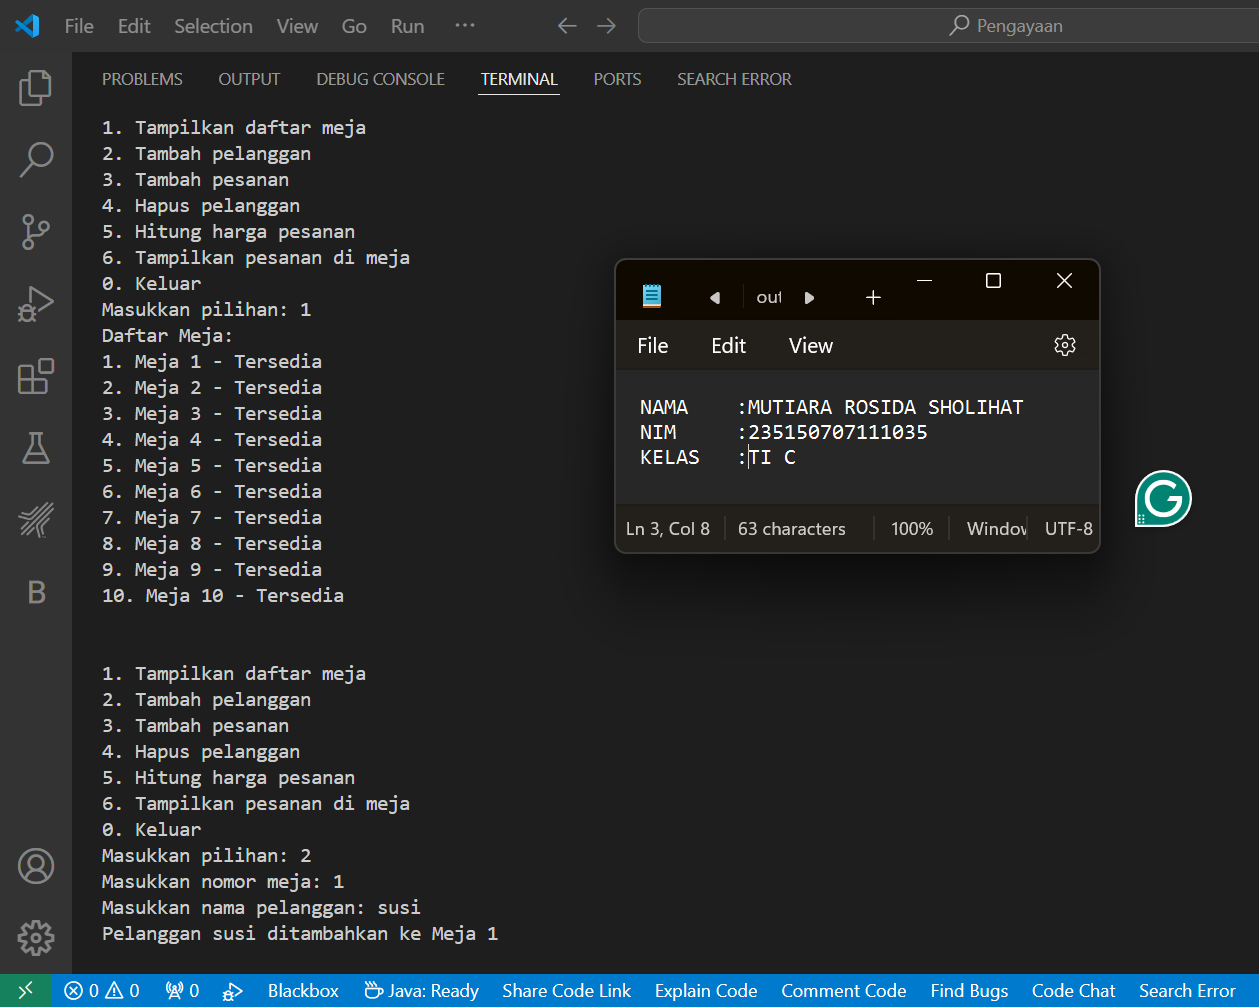 File Edit Selection View Go Run ··· ← → Pengayaan
PROBLEMS OUTPUT DEBUG CONSOLE TERMINAL PORTS SEARCH ERROR
1. Tampilkan daftar meja
2. Tambah pelanggan
3. Tambah pesanan
4. Hapus pelanggan
5. Hitung harga pesanan
6. Tampilkan pesanan di meja
0. Keluar
Masukkan pilihan: 1
Daftar Meja:
1. Meja 1 - Tersedia
2. Meja 2 - Tersedia
3. Meja 3 - Tersedia
4. Meja 4 - Tersedia
5. Meja 5 - Tersedia
6. Meja 6 - Tersedia
7. Meja 7 - Tersedia
8. Meja 8 - Tersedia
9. Meja 9 - Tersedia
10. Meja 10 - Tersedia
1. Tampilkan daftar meja
2. Tambah pelanggan
3. Tambah pesanan
4. Hapus pelanggan
5. Hitung harga pesanan
6. Tampilkan pesanan di meja
0. Keluar
Masukkan pilihan: 2
Masukkan nomor meja: 1
Masukkan nama pelanggan: susi
Pelanggan susi ditambahkan ke Meja 1
out
File Edit View
NAMA :MUTIARA ROSIDA SHOLIHAT
NIM :235150707111035
KELAS :TI C
Ln 3, Col 8 63 characters 100% Window UTF-8
G
B
0 0 0 Blackbox Java: Ready Share Code Link Explain Code Comment Code Find Bugs Code Chat Search Error